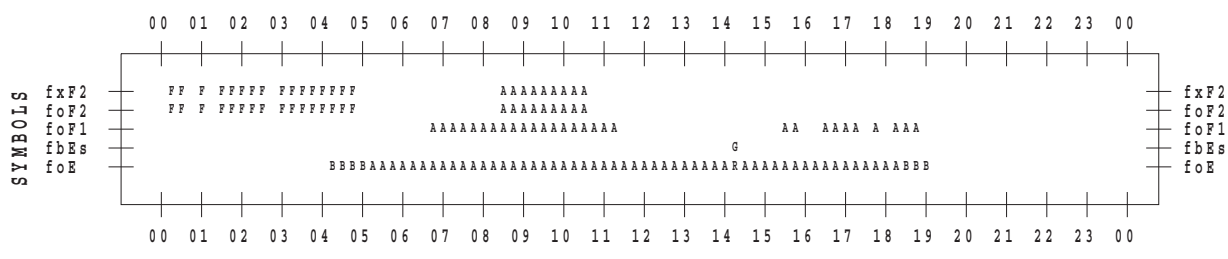 00 01 02 03 04 05 06 07 08 09 10 11 12 13 14 15 16 17 18 19 20 21 22 23 00
SYMBOLS
fxF2 FF F FFFFF FFFFFFFF AAAAAAAAA fxF2
foF2 FF F FFFFF FFFFFFFF AAAAAAAAA foF2
foF1 AAAAAAAAAAAAAAAAAAA AA AAAA A AAA foF1
fbEs G fbEs
foE BBBBAAAAAAAAAAAAAAAAAAAAAAAAAAAAAAAAAAAARAAAAAAAAAAAAAAAABBB foE
00 01 02 03 04 05 06 07 08 09 10 11 12 13 14 15 16 17 18 19 20 21 22 23 00